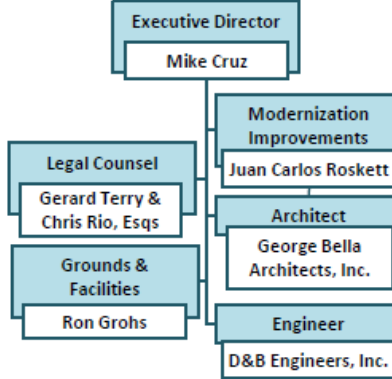 Executive Director
Mike Cruz
Modernization
Improvements
Juan Carlos Roskett
Legal Counsel
Gerard Terry &
Chris Rio, Esqs
Architect
George Bella
Architects, Inc.
Grounds &
Facilities
Ron Grohs
Engineer
D&B Engineers, Inc.